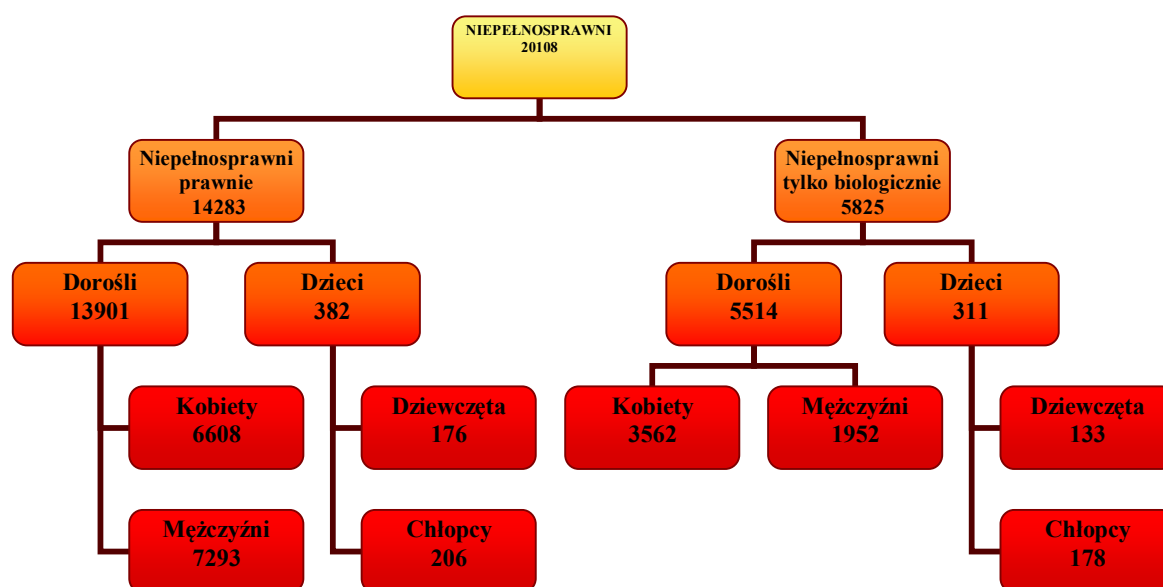 NIEPEŁNOSPRAWNI
20108
Niepełnosprawni
prawnie
14283
Niepełnosprawni
tylko biologicznie
5825
Dorośli
13901
Dzieci
382
Dorośli
5514
Dzieci
311
Kobiety
6608
Dziewczęta
176
Kobiety
3562
Mężczyźni
1952
Dziewczęta
133
Mężczyźni
7293
Chłopcy
206
Chłopcy
178